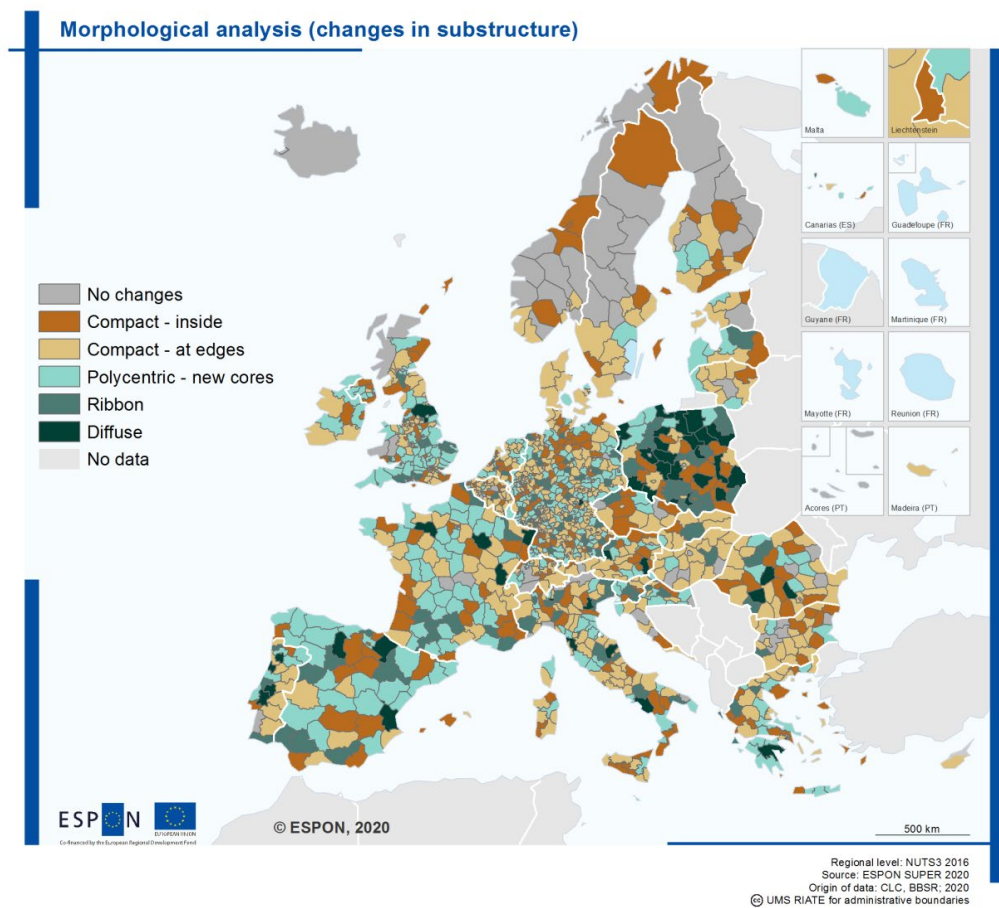 Morphological analysis (changes in substructure)
Malta
Liechtenstein
Canarias (ES)
Guadeloupe (FR)
Guyane (FR)
Martinique (FR)
Mayotte (FR)
Reunion (FR)
Acores (PT)
Madeira (PT)
No changes
Compact - inside
Compact - at edges
Polycentric - new cores
Ribbon
Diffuse
No data
ESPON
EUROPEAN UNION
Co-financed by the European Regional Development Fund
© ESPON, 2020
500 km
Regional level: NUTS3 2016
Source: ESPON SUPER 2020
Origin of data: CLC, BBSR; 2020
cc UMS RIATE for administrative boundaries